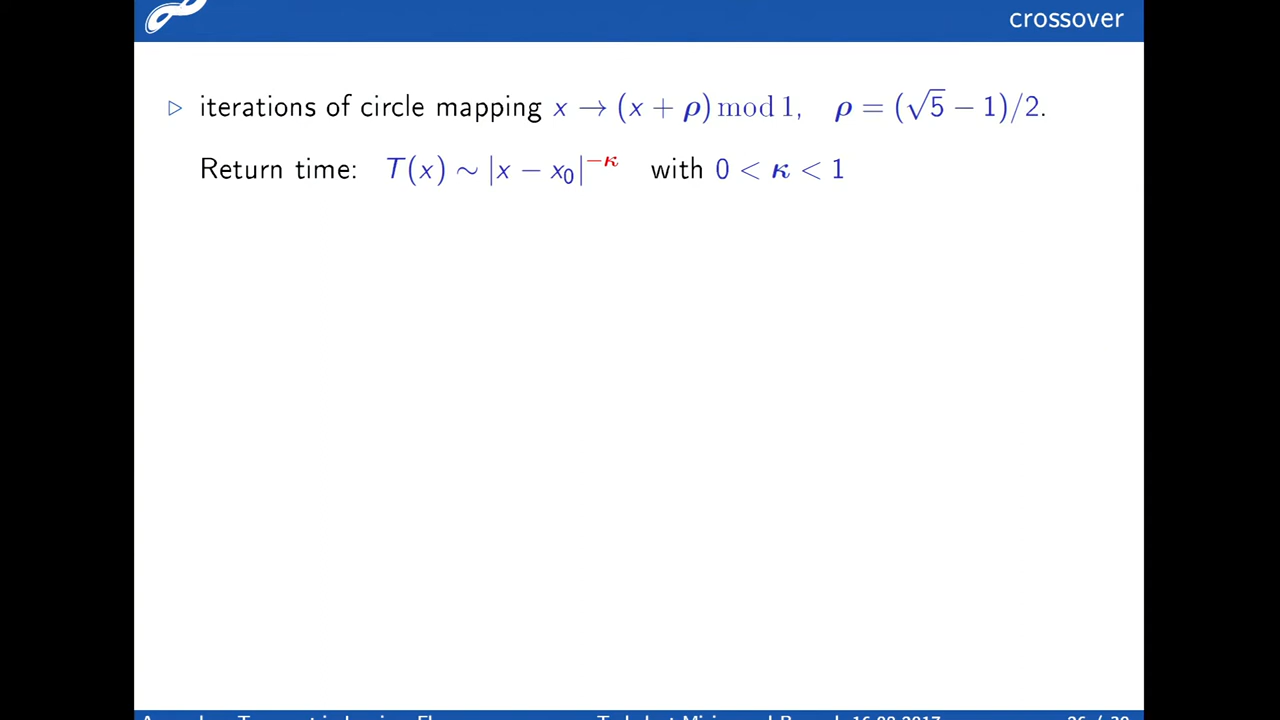 crossover
▷ iterations of circle mapping x → (x + ρ) mod 1, ρ = (√5 − 1)/2.
Return time: T(x) ∼ |x − x₀|^{−κ} with 0 < κ < 1